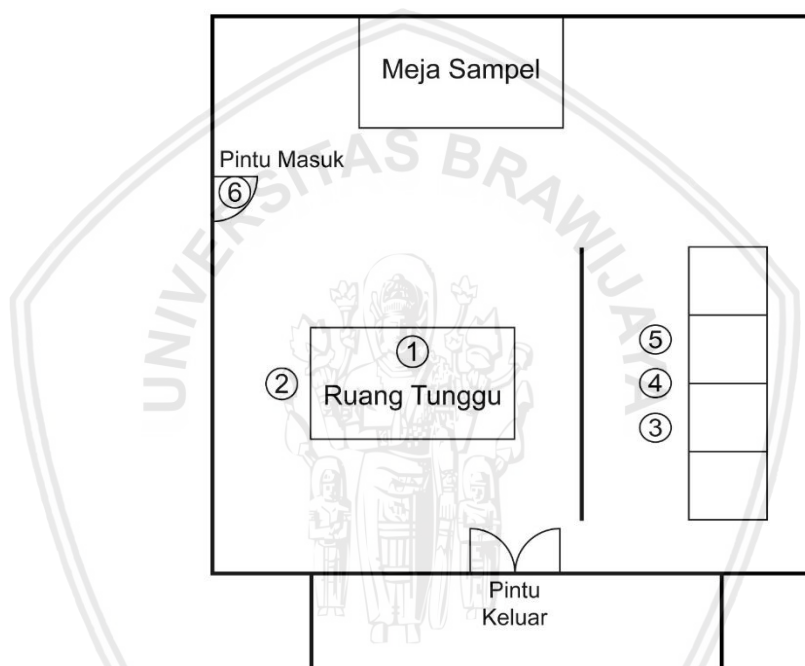 Meja Sampel
Pintu Masuk
6
1
2
Ruang Tunggu
5
4
3
Pintu
Keluar
UNIVERSITAS BRAWIJAYA